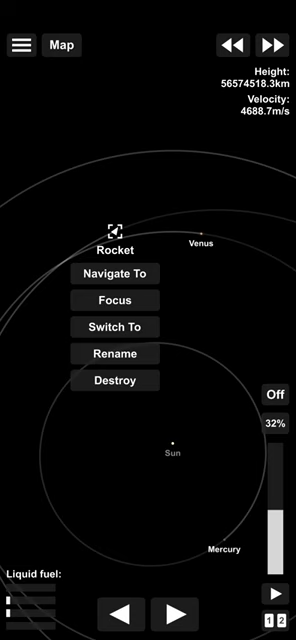 Map
Height:
56574518.3km
Velocity:
4688.7m/s
Venus
Rocket
Navigate To
Focus
Switch To
Rename
Destroy
Off
32%
Sun
Mercury
Liquid fuel:
1 2